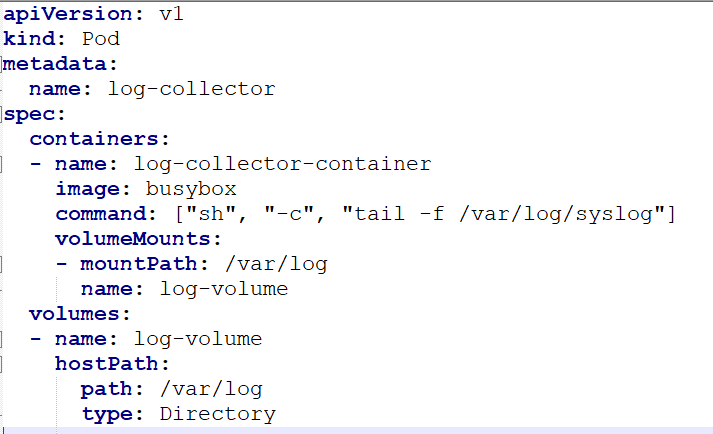 apiVersion: v1
kind: Pod
metadata:
  name: log-collector
spec:
  containers:
  - name: log-collector-container
    image: busybox
    command: ["sh", "-c", "tail -f /var/log/syslog"]
    volumeMounts:
    - mountPath: /var/log
      name: log-volume
  volumes:
  - name: log-volume
    hostPath:
      path: /var/log
      type: Directory